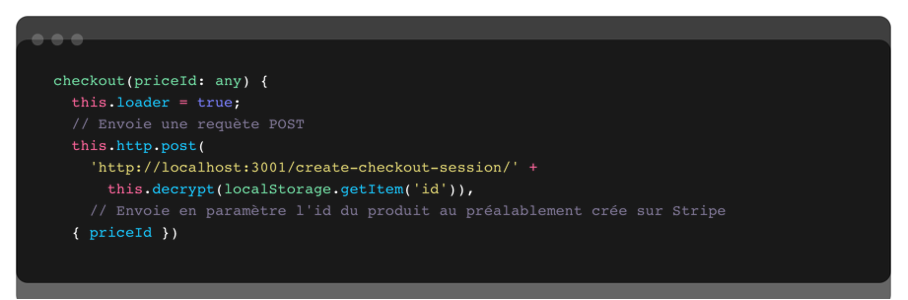 checkout(priceId: any) {
this.loader = true;
// Envoie une requète POST
this.http.post(
'http://localhost:3001/create-checkout-session/' +
this.decrypt(localStorage.getItem('id')),
// Envoie en paramètre l'id du produit au préalablement crée sur Stripe
{ priceId })